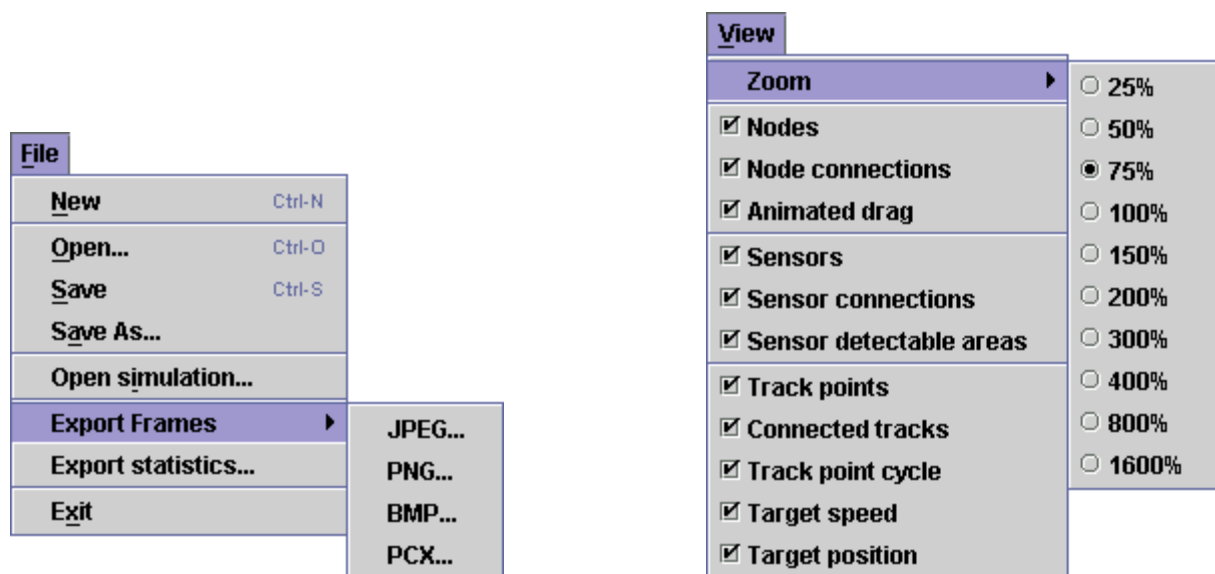 File
New Ctrl-N
Open... Ctrl-O
Save Ctrl-S
Save As...
Open simulation...
Export Frames
Export statistics...
Exit
JPEG...
PNG...
BMP...
PCX...
View
Zoom
Nodes
Node connections
Animated drag
Sensors
Sensor connections
Sensor detectable areas
Track points
Connected tracks
Track point cycle
Target speed
Target position
25%
50%
75%
100%
150%
200%
300%
400%
800%
1600%